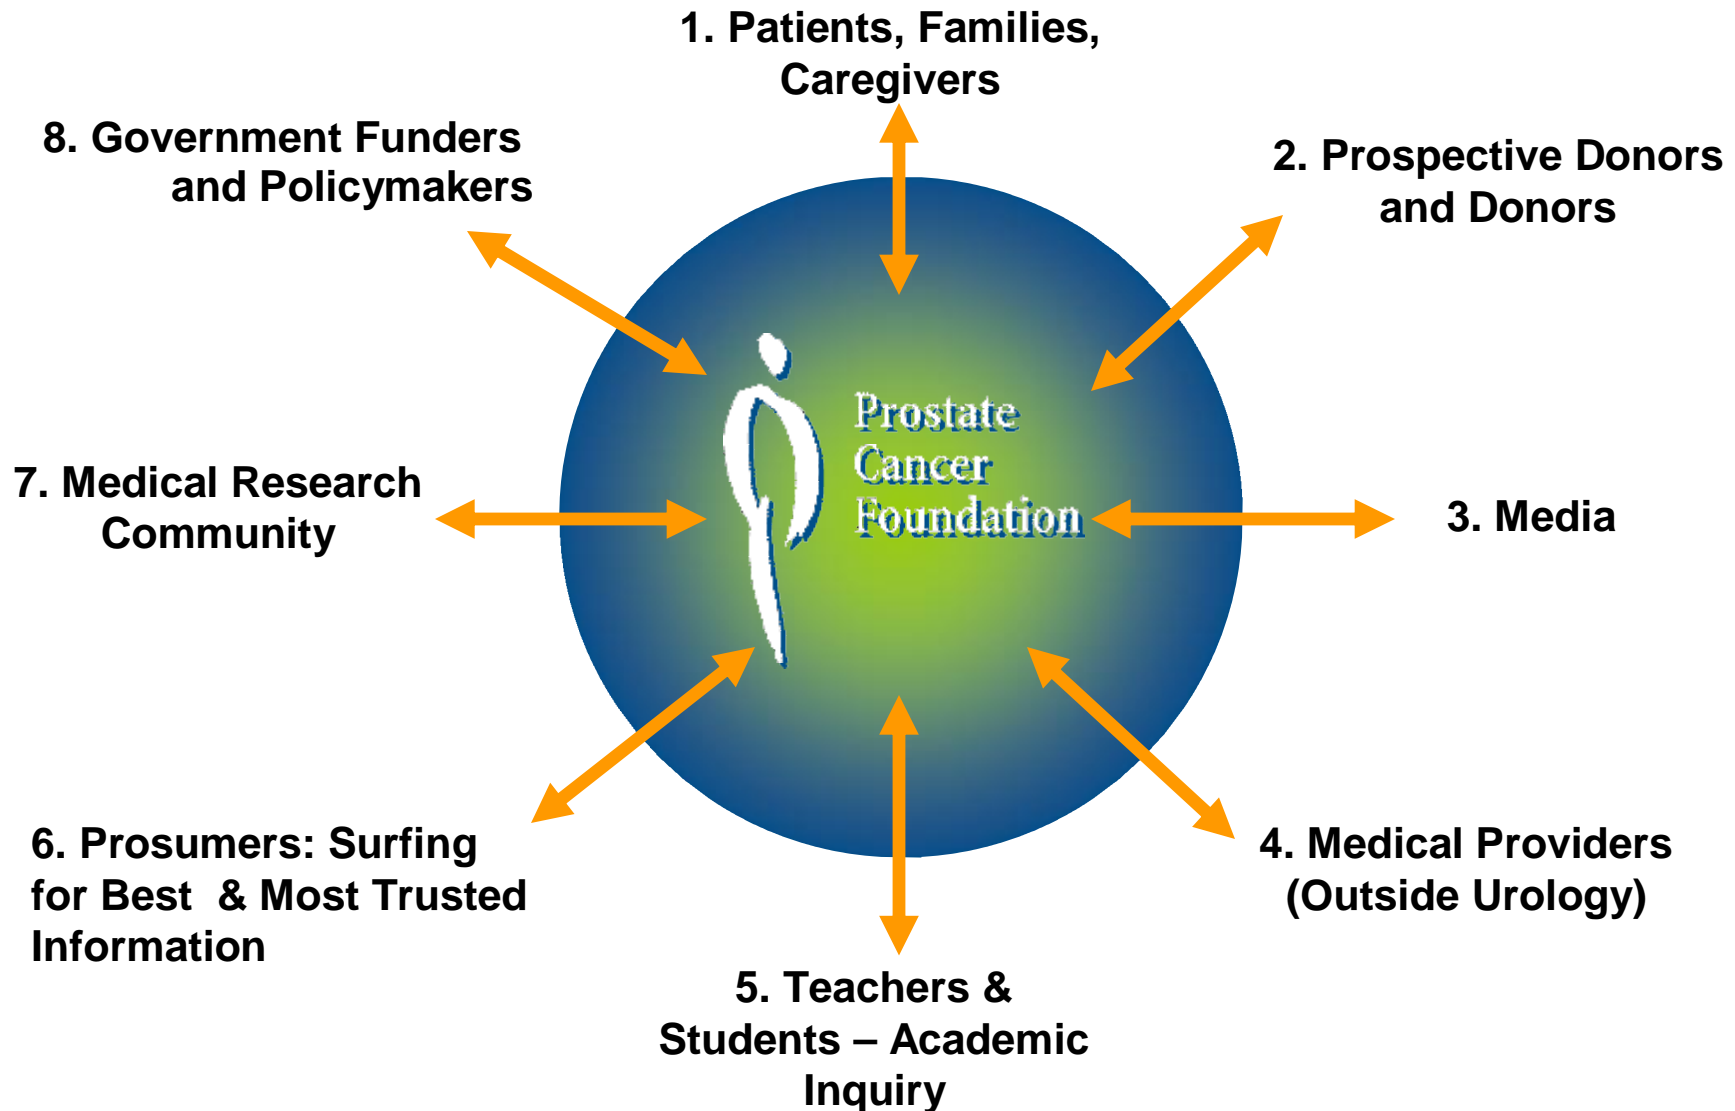 1. Patients, Families,
Caregivers
2. Prospective Donors
and Donors
3. Media
4. Medical Providers
(Outside Urology)
5. Teachers &
Students – Academic
Inquiry
6. Prosumers: Surfing
for Best & Most Trusted
Information
7. Medical Research
Community
8. Government Funders
and Policymakers
Prostate
Cancer
Foundation